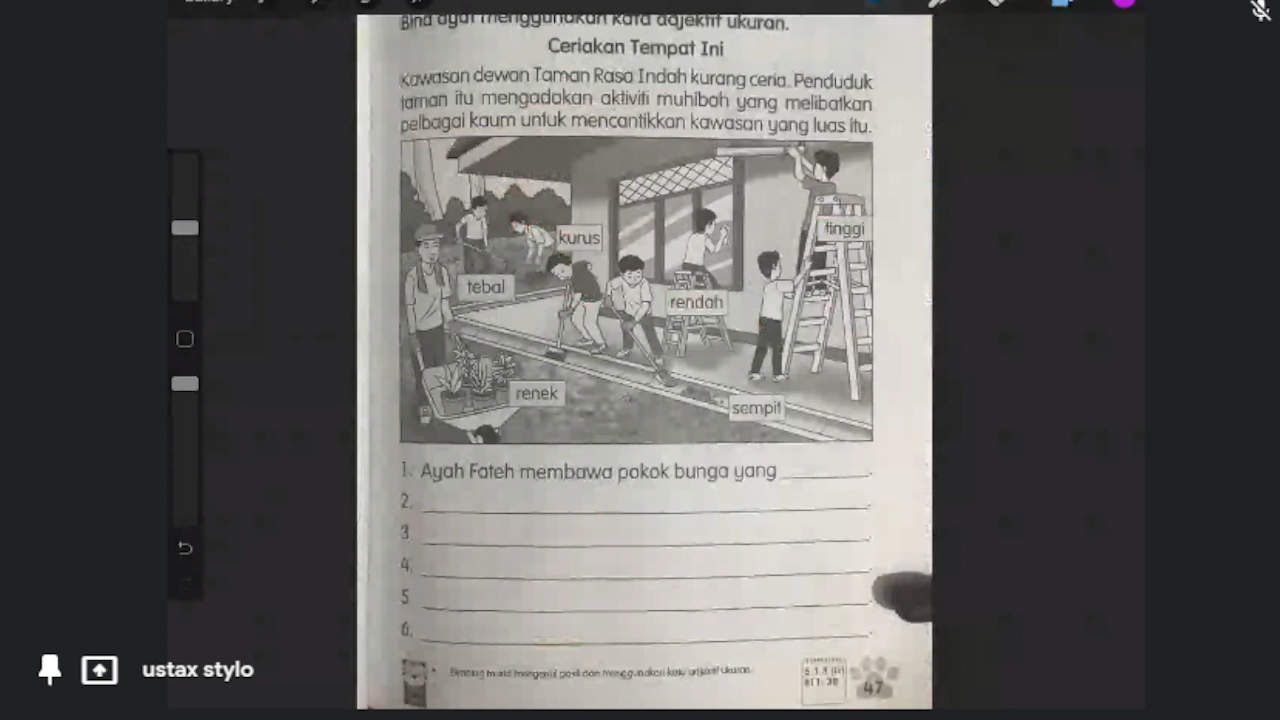 Bina ayat menggunakan kata adjektif ukuran.
Ceriakan Tempat Ini
Kawasan dewan Taman Rasa Indah kurang ceria. Penduduk
taman itu mengadakan aktiviti muhibah yang melibatkan
pelbagai kaum untuk mencantikkan kawasan yang luas itu.
tinggi
kurus
tebal
rendah
renek
sempit
1. Ayah Fateh membawa pokok bunga yang ________.
2.
3.
4.
5.
6.
47
ustax stylo